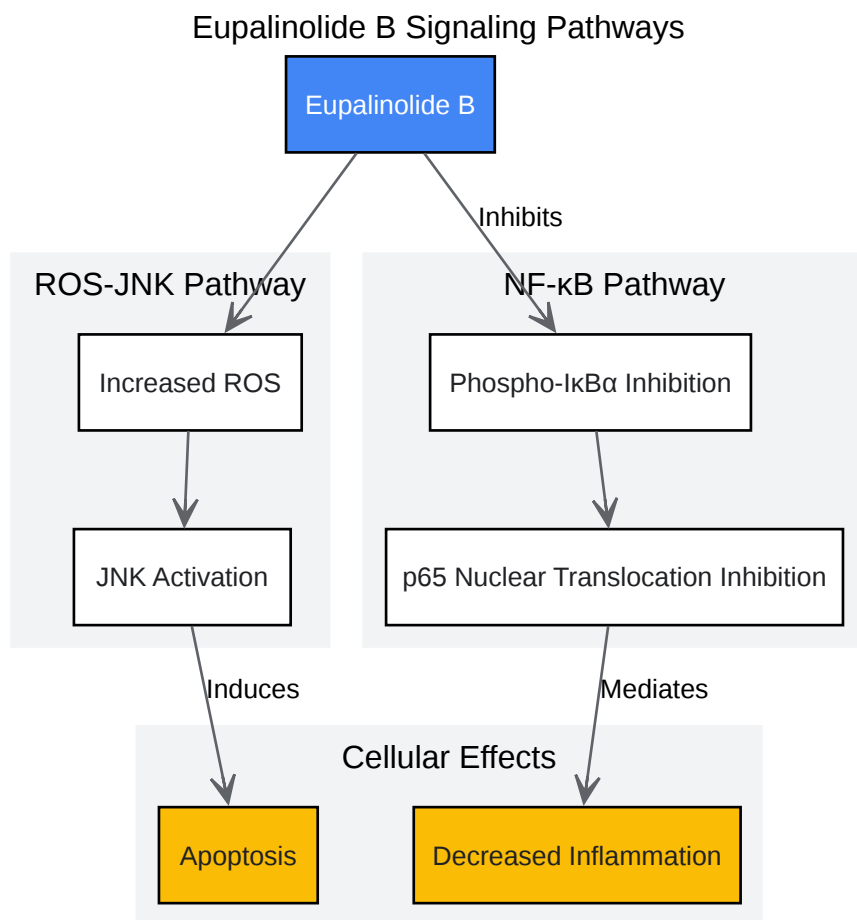 Eupalinolide B Signaling Pathways
Eupalinolide B
Inhibits
ROS-JNK Pathway
NF-κB Pathway
Increased ROS
Phospho-IκBα Inhibition
JNK Activation
p65 Nuclear Translocation Inhibition
Induces
Mediates
Cellular Effects
Apoptosis
Decreased Inflammation